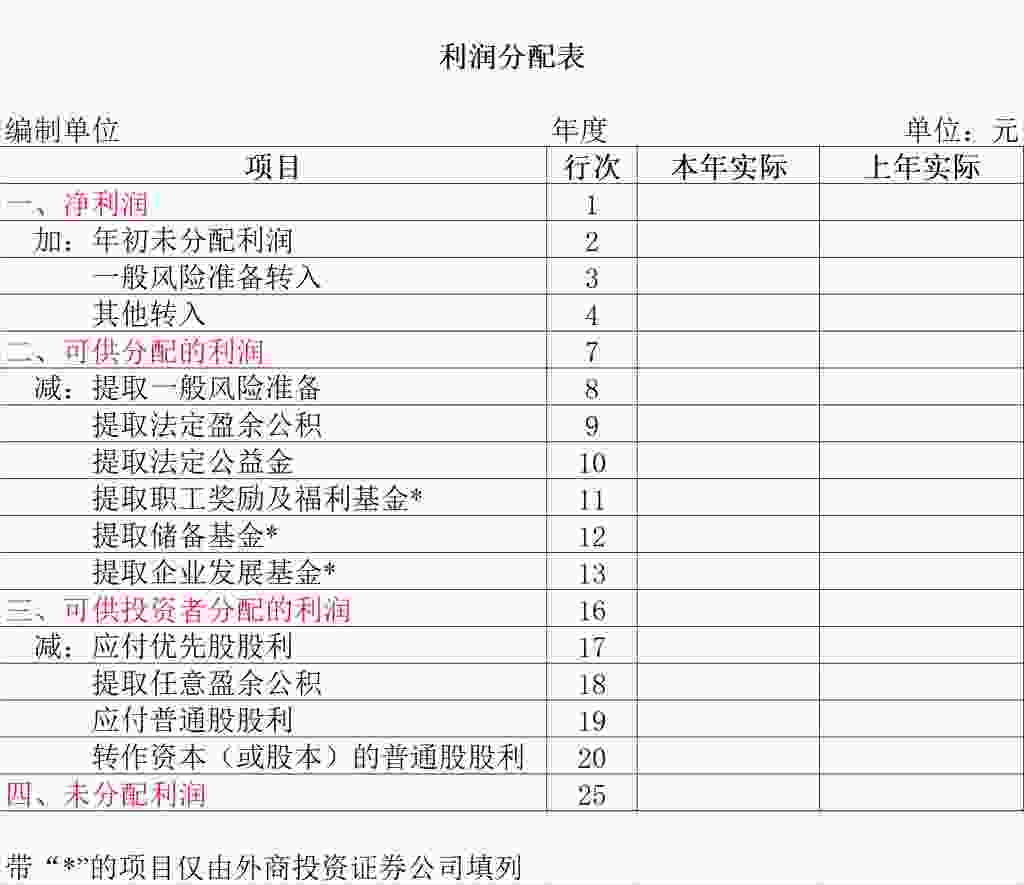 利润分配表
编制单位 年度 单位：元
项目 行次 本年实际 上年实际
一、净利润 1
加：年初未分配利润 2
一般风险准备转入 3
其他转入 4
二、可供分配的利润 7
减：提取一般风险准备 8
提取法定盈余公积 9
提取法定公益金 10
提取职工奖励及福利基金* 11
提取储备基金* 12
提取企业发展基金* 13
三、可供投资者分配的利润 16
减：应付优先股股利 17
提取任意盈余公积 18
应付普通股股利 19
转作资本（或股本）的普通股股利 20
四、未分配利润 25
带“*”的项目仅由外商投资证券公司填列